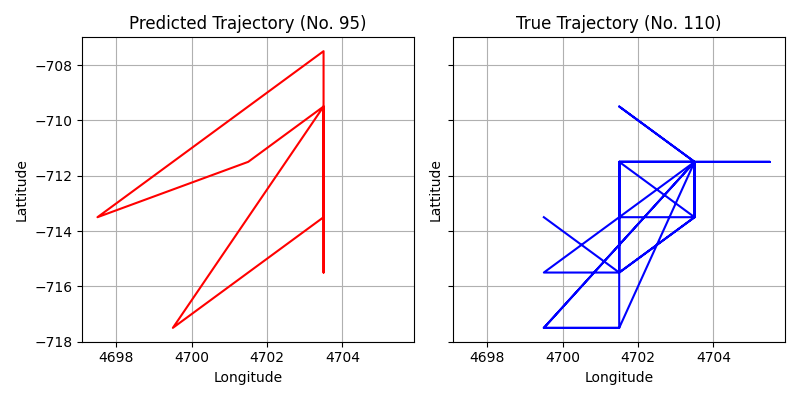 Predicted Trajectory (No. 95)
True Trajectory (No. 110)
Lattitude
−708
−710
−712
−714
−716
−718
4698 4700 4702 4704
Longitude
Lattitude
4698 4700 4702 4704
Longitude